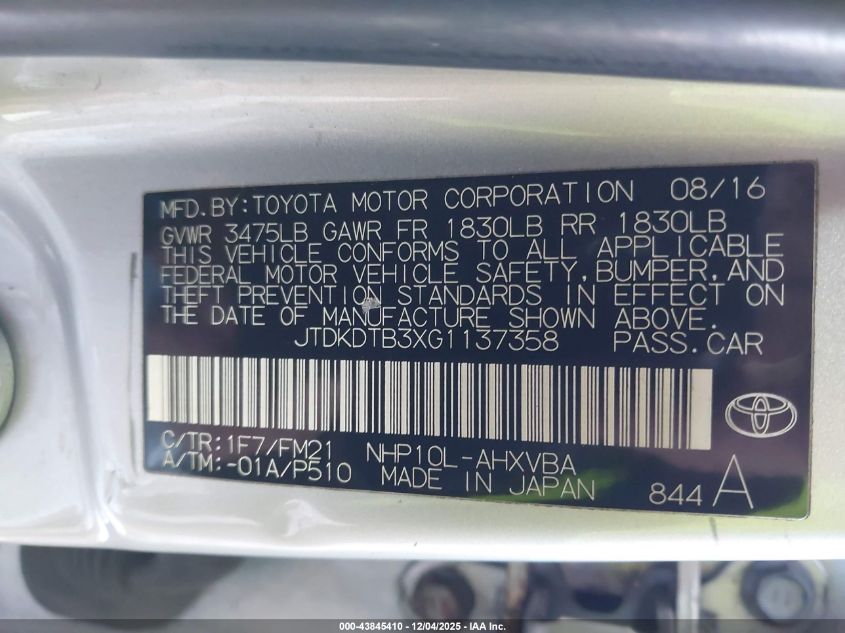 MFD.BY:TOYOTA MOTOR CORPORATION 08/16
GVWR 3475LB GAWR FR 1830LB RR 1830LB
THIS VEHICLE CONFORMS TO ALL APPLICABLE
FEDERAL MOTOR VEHICLE SAFETY,BUMPER,AND
THEFT PREVENTION STANDARDS IN EFFECT ON
THE DATE OF MANUFACTURE SHOWN ABOVE.
JTDKDTB3XG1137358 PASS.CAR
C/TR:1F7/FM21 NHP10L-AHXVBA
A/TM:-01A/P510 MADE IN JAPAN 844 A
000-43845410 - 12/04/2025 - IAA Inc.